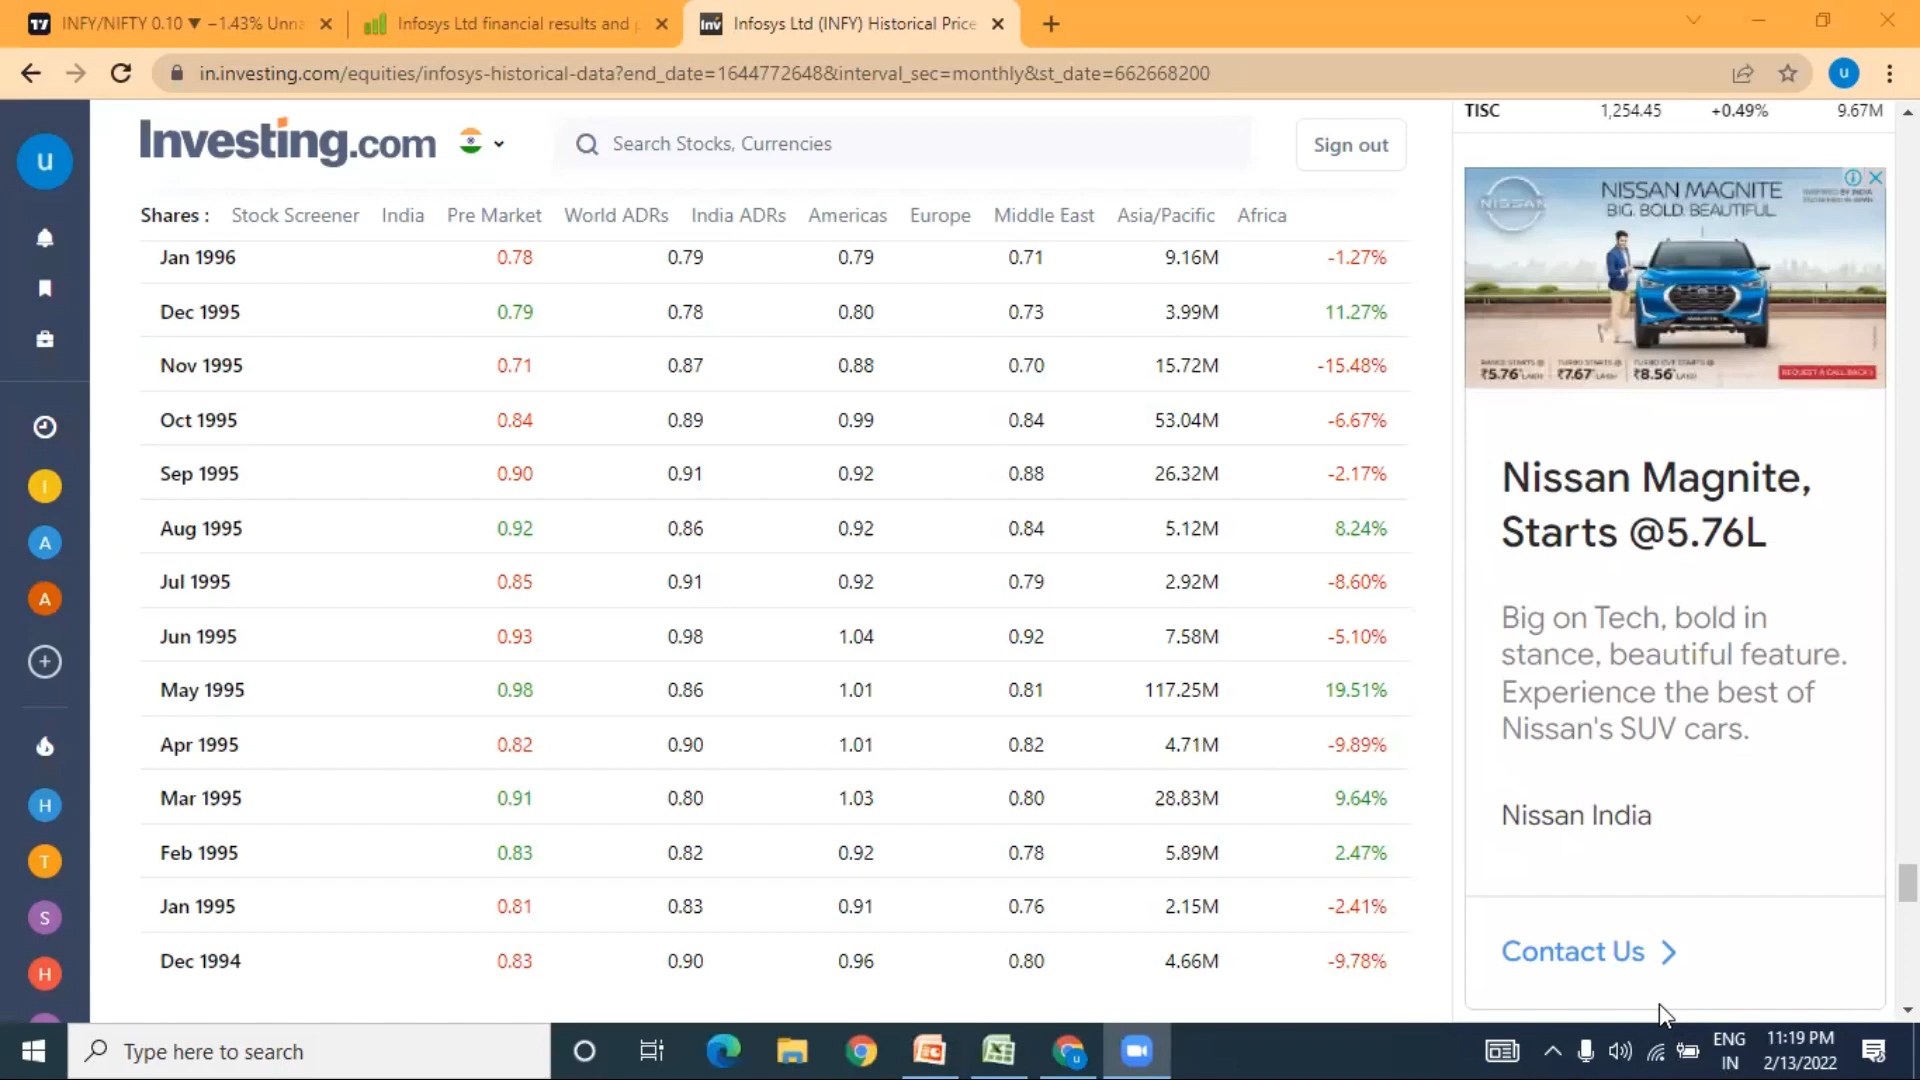 INFY/NIFTY 0.10 ▼ −1.43% Unna
Infosys Ltd financial results and p
Infosys Ltd (INFY) Historical Price
in.investing.com/equities/infosys-historical-data?end_date=1644772648&interval_sec=monthly&st_date=662668200
u
u
Investing.com
Search Stocks, Currencies
Sign out
Shares : Stock Screener India Pre Market World ADRs India ADRs Americas Europe Middle East Asia/Pacific Africa
Jan 1996 0.78 0.79 0.79 0.71 9.16M -1.27%
Dec 1995 0.79 0.78 0.80 0.73 3.99M 11.27%
Nov 1995 0.71 0.87 0.88 0.70 15.72M -15.48%
Oct 1995 0.84 0.89 0.99 0.84 53.04M -6.67%
Sep 1995 0.90 0.91 0.92 0.88 26.32M -2.17%
Aug 1995 0.92 0.86 0.92 0.84 5.12M 8.24%
Jul 1995 0.85 0.91 0.92 0.79 2.92M -8.60%
Jun 1995 0.93 0.98 1.04 0.92 7.58M -5.10%
May 1995 0.98 0.86 1.01 0.81 117.25M 19.51%
Apr 1995 0.82 0.90 1.01 0.82 4.71M -9.89%
Mar 1995 0.91 0.80 1.03 0.80 28.83M 9.64%
Feb 1995 0.83 0.82 0.92 0.78 5.89M 2.47%
Jan 1995 0.81 0.83 0.91 0.76 2.15M -2.41%
Dec 1994 0.83 0.90 0.96 0.80 4.66M -9.78%
I
A
A
H
T
S
H
TISC 1,254.45 +0.49% 9.67M
NISSAN
NISSAN MAGNITE
BIG. BOLD. BEAUTIFUL.
RANGE STARTS @ TURBO STARTS @ TURBO CVT STARTS @
₹5.76 LAKH ₹7.67 LAKH ₹8.56 LAKH
REQUEST A CALL BACK
Nissan Magnite,
Starts @5.76L
Big on Tech, bold in
stance, beautiful feature.
Experience the best of
Nissan's SUV cars.
Nissan India
Contact Us
Type here to search
ENG
IN
11:19 PM
2/13/2022